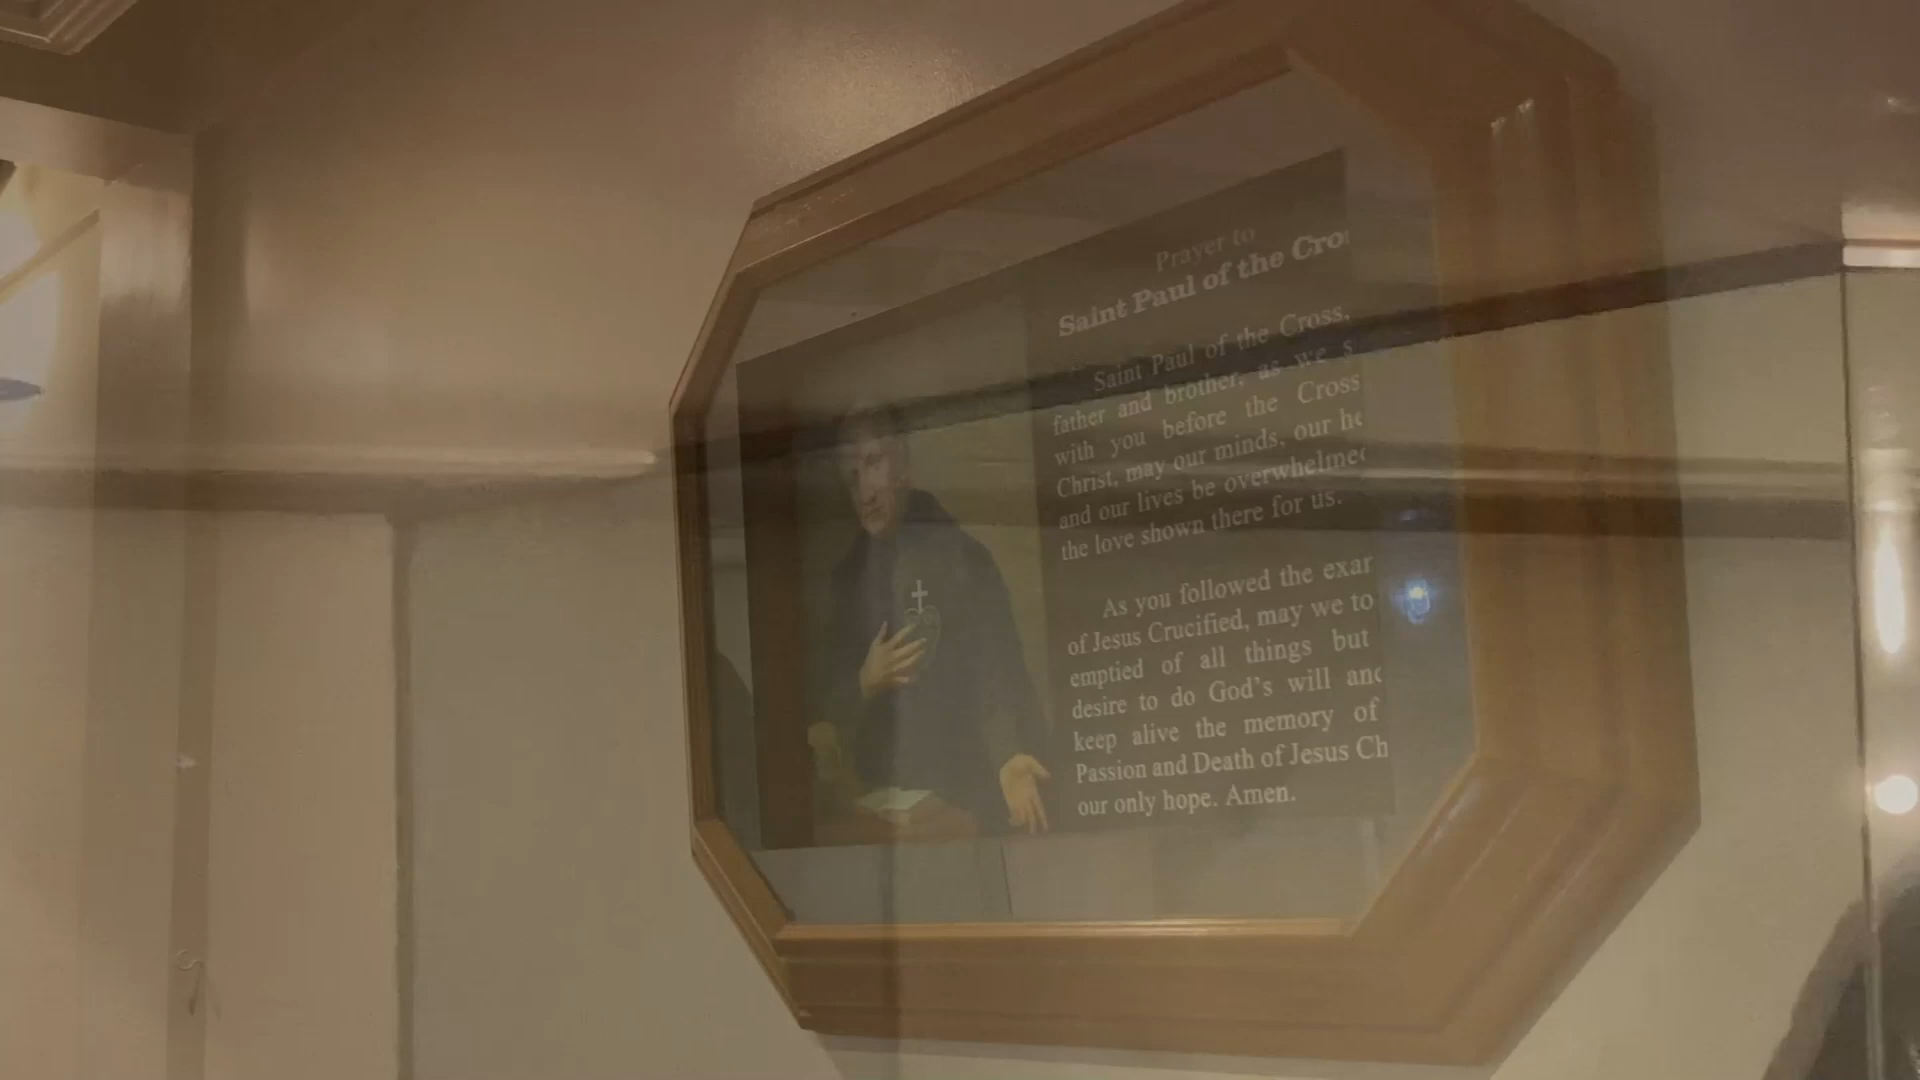 Prayer to
Saint Paul of the Cro
Saint Paul of the Cross,
father and brother, as we s
with you before the Cross
Christ, may our minds, our he
and our lives be overwhelmed
the love shown there for us.
As you followed the exam
of Jesus Crucified, may we to
emptied of all things but
desire to do God's will and
keep alive the memory of
Passion and Death of Jesus Ch
our only hope. Amen.